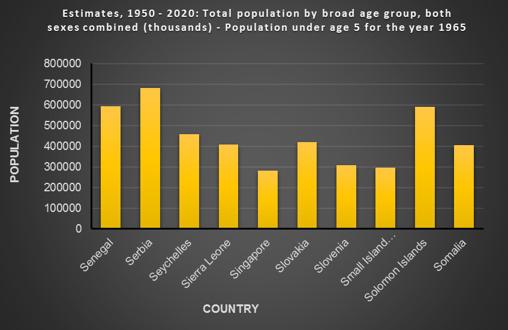 Estimates, 1950 - 2020: Total population by broad age group, both
sexes combined (thousands) - Population under age 5 for the year 1965
POPULATION
800000
700000
600000
500000
400000
300000
200000
100000
0
Senegal
Serbia
Seychelles
Sierra Leone
Singapore
Slovakia
Slovenia
Small Island...
Solomon Islands
Somalia
COUNTRY